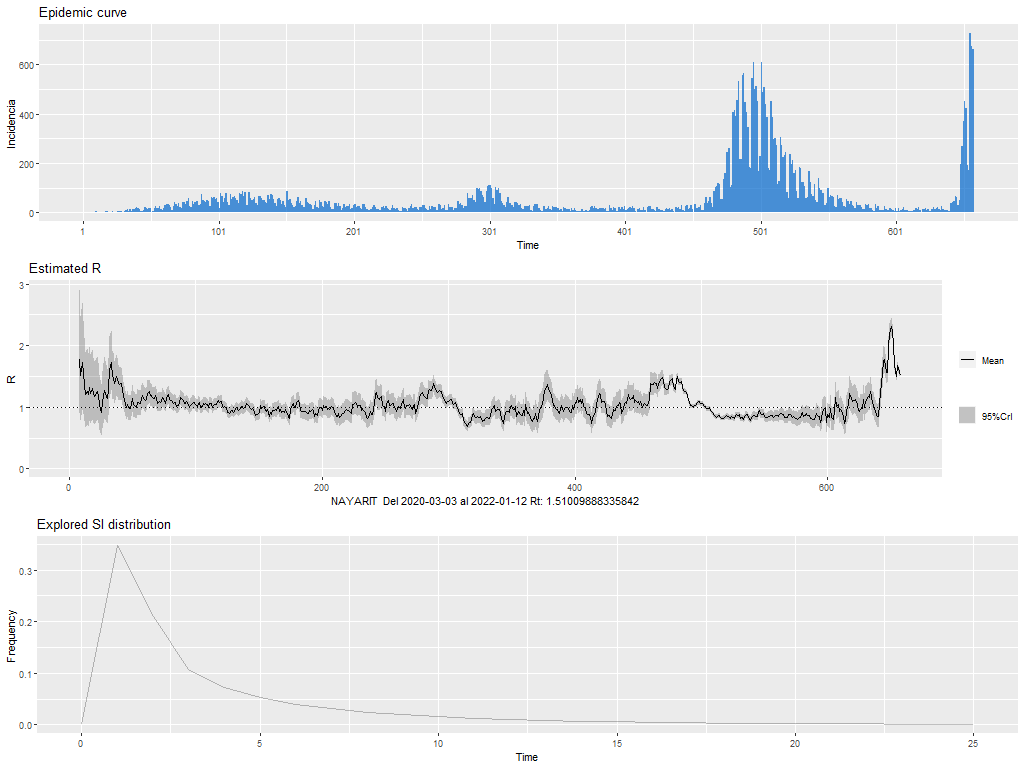 Epidemic curve
Incidencia
600
400
200
0
1
101
201
301
401
501
601
Time
Estimated R
R
3
2
1
0
0
200
400
600
NAYARIT Del 2020-03-03 al 2022-01-12 Rt: 1.51009888335842
Mean
95%CrI
Explored SI distribution
Frequency
0.3
0.2
0.1
0.0
0
5
10
15
20
25
Time